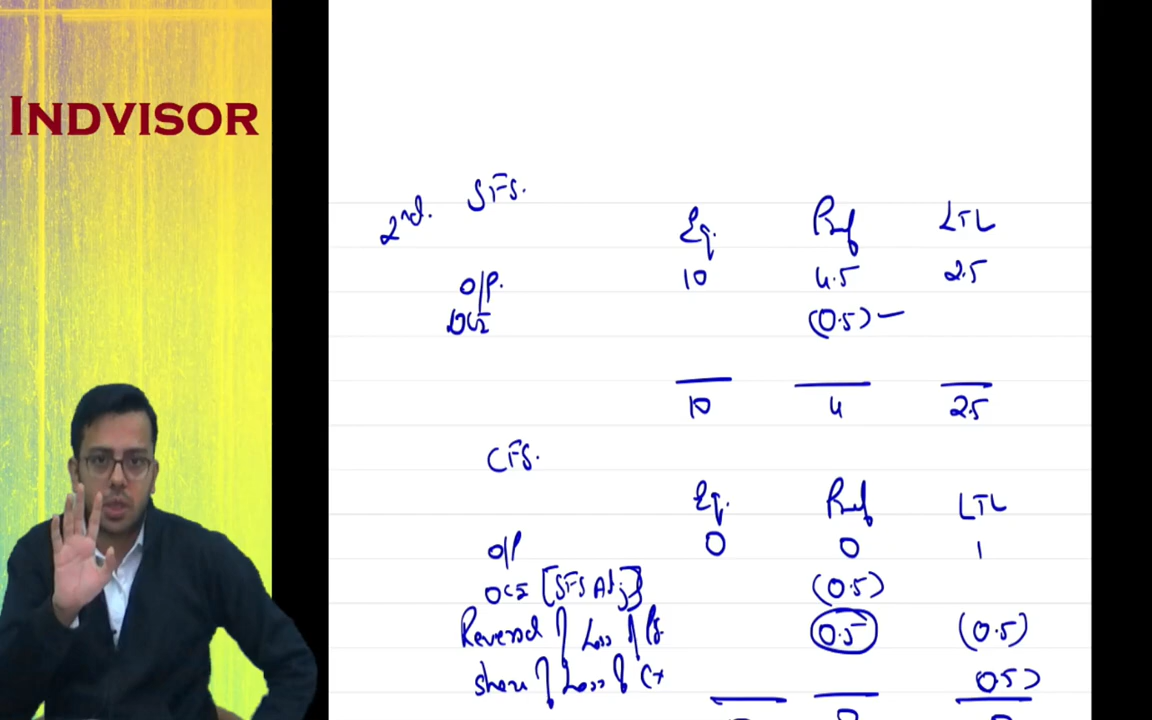 INDVISOR
2nd. SFS.
Eq. Pref LTL
O/P. 10 4.5 2.5
OCI (0.5) -
10 4 2.5
CFS.
Eq. Pref LTL
O/P 0 0 1
OCI [SFS Adj] (0.5)
Reversal of Loss of 0.5 (0.5)
Share of Loss of 0.5)